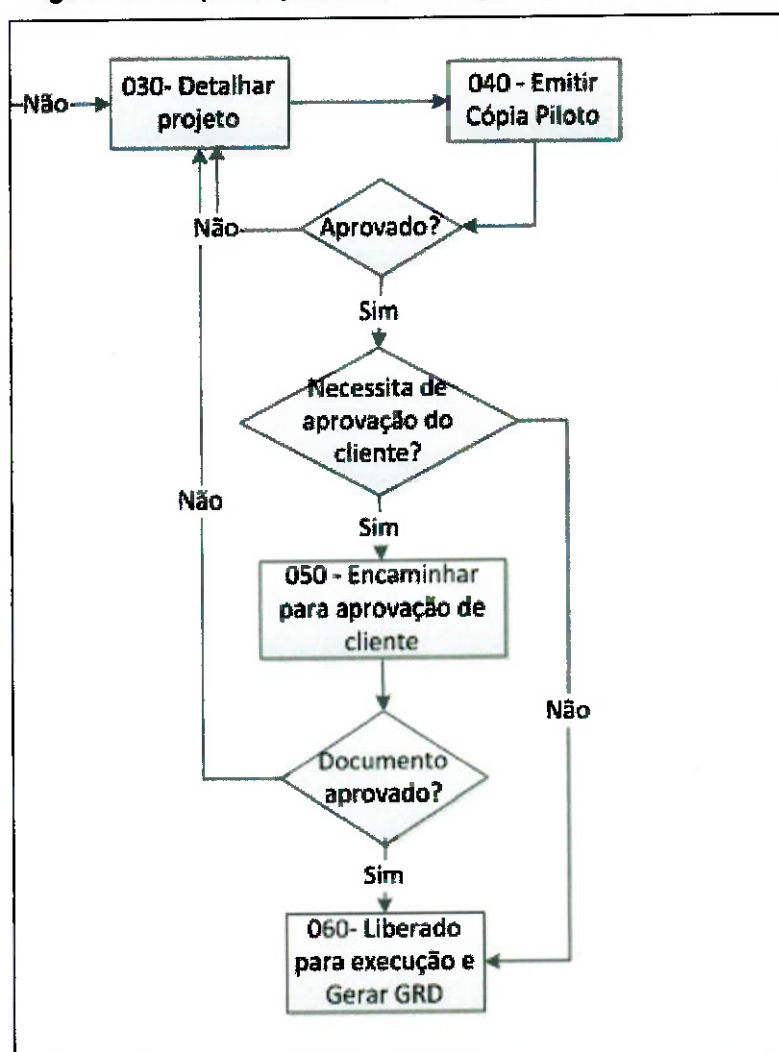 Não
030- Detalhar
projeto
040 - Emitir
Cópia Piloto
Não
Aprovado?
Sim
Necessita de
aprovação do
cliente?
Não
Sim
050 - Encaminhar
para aprovação de
cliente
Não
Documento
aprovado?
Sim
060- Liberado
para execução e
Gerar GRD